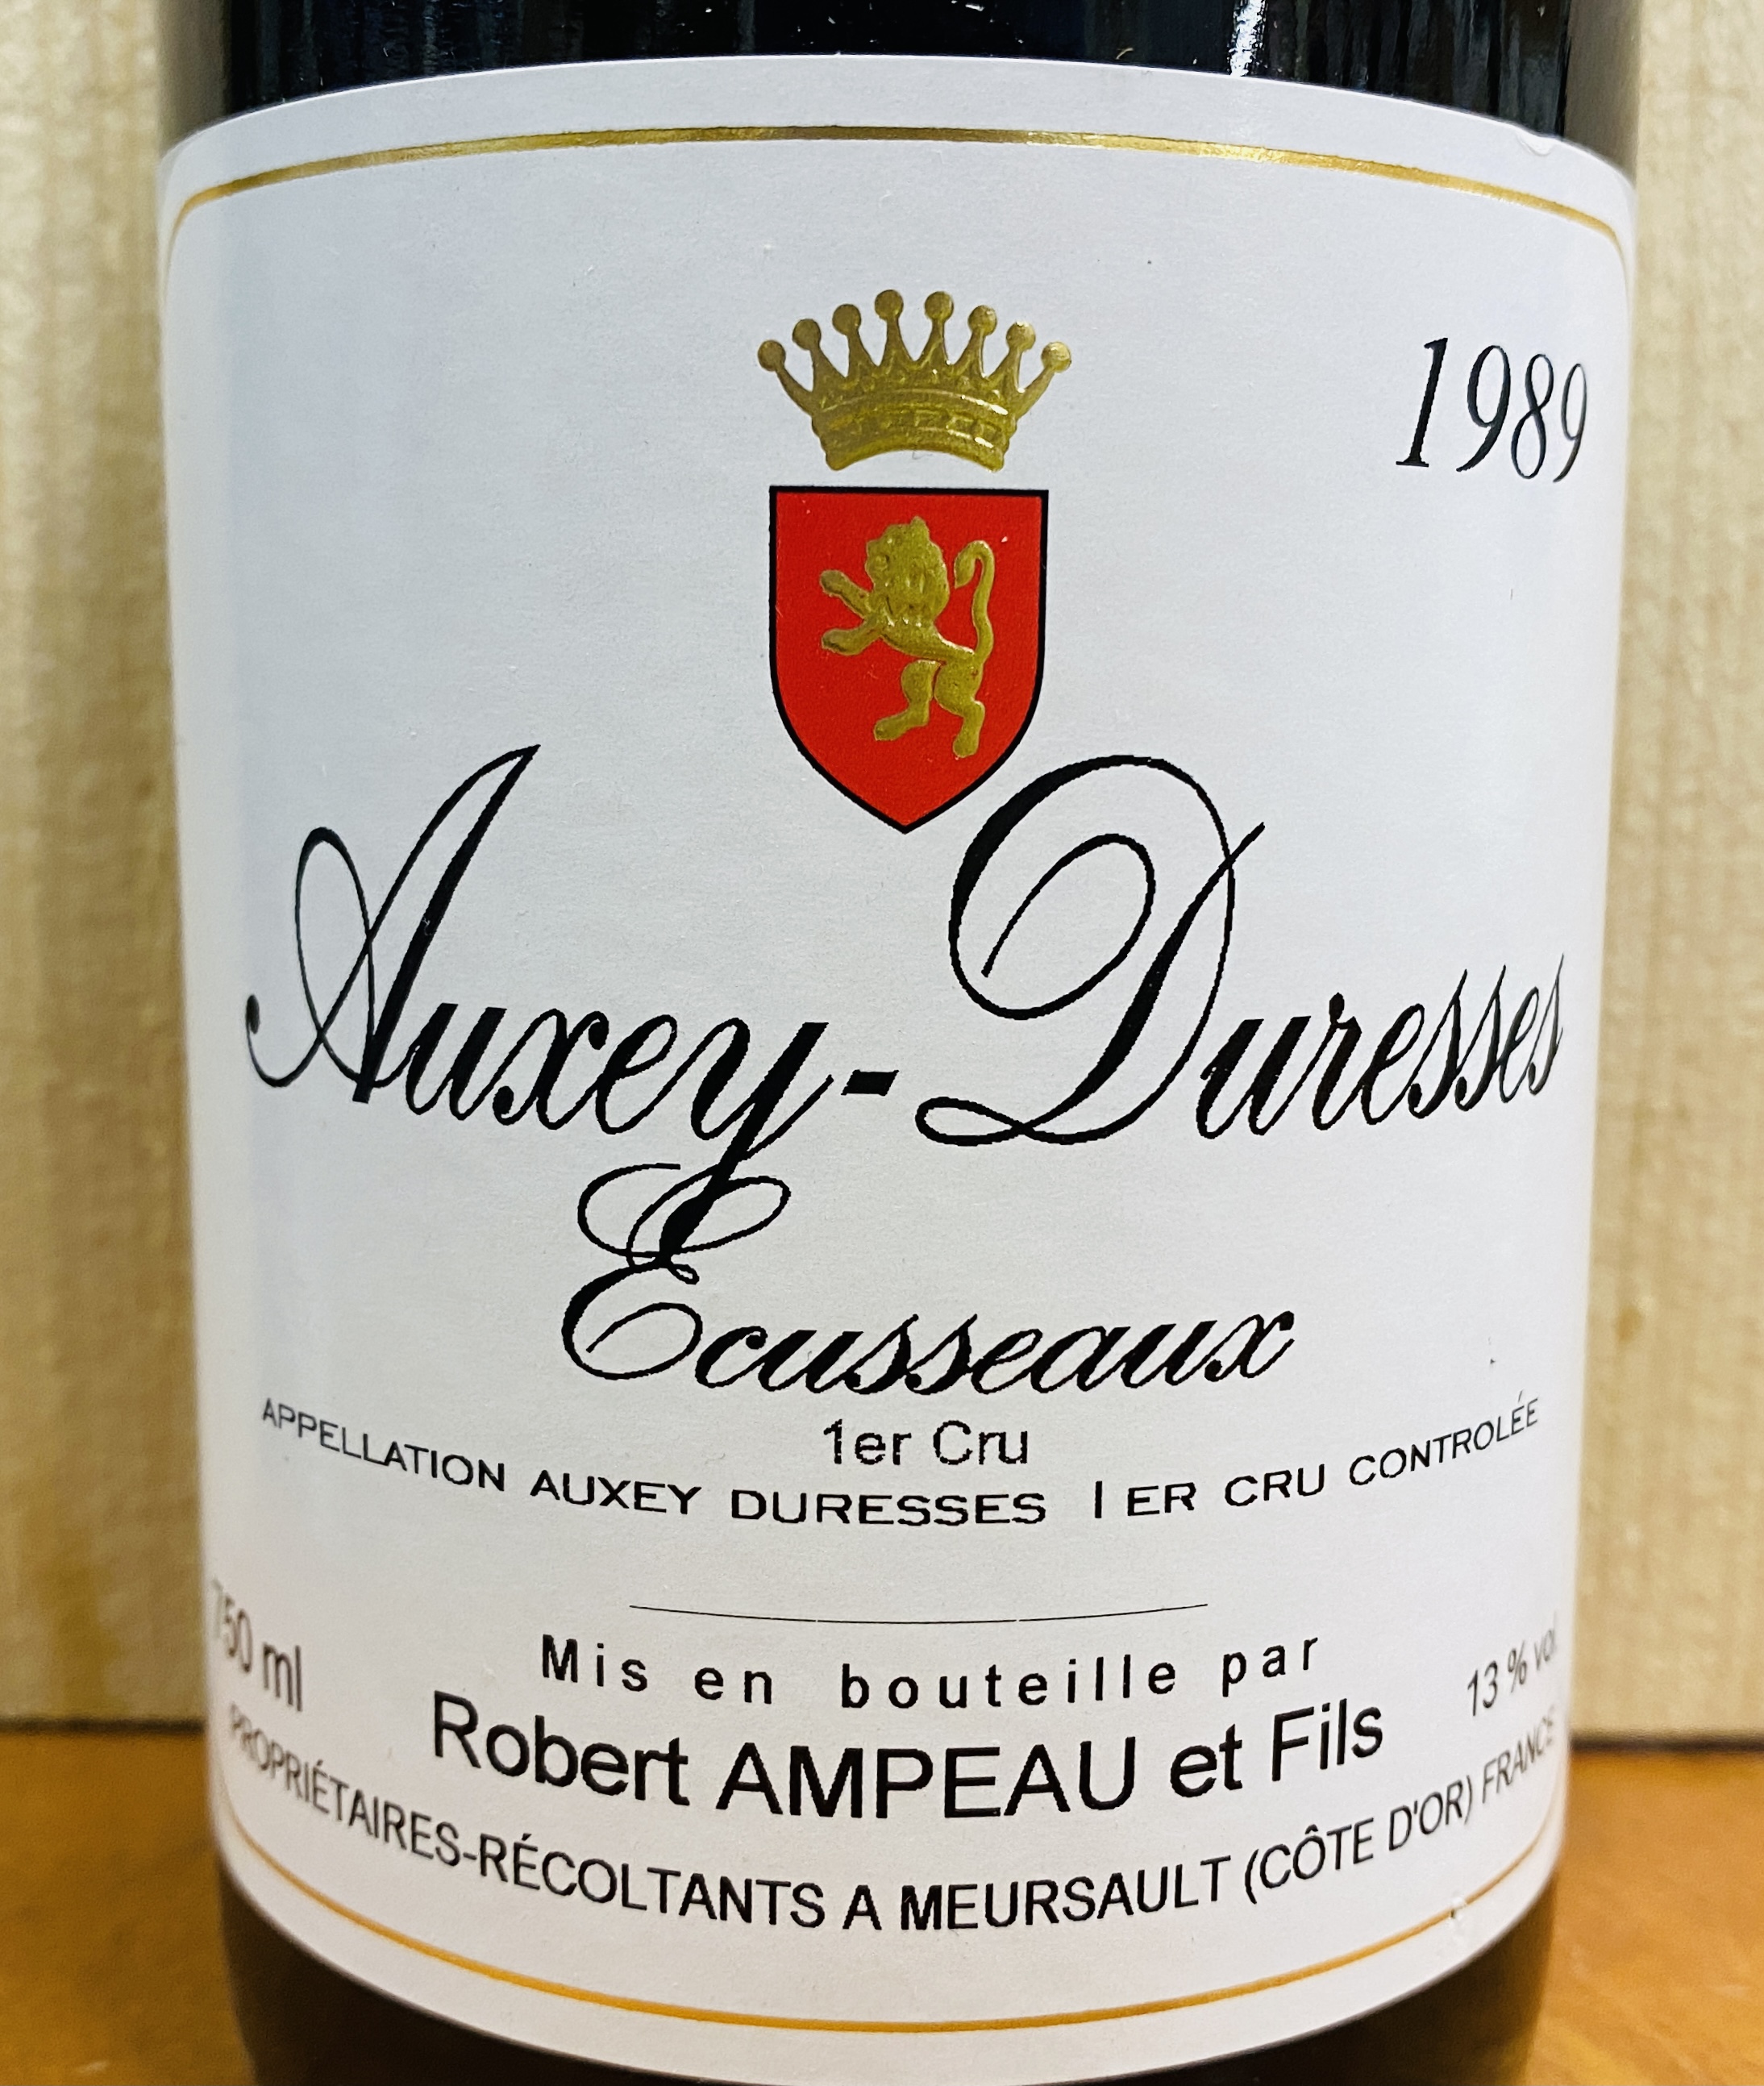 1989
Auxey-Duresses
Ecusseaux
1er Cru
APPELLATION AUXEY DURESSES 1ER CRU CONTROLÉE
750 ml
Mis en bouteille par
13 % vol.
Robert AMPEAU et Fils
PROPRIÉTAIRES-RÉCOLTANTS A MEURSAULT (CÔTE D'OR) FRANCE